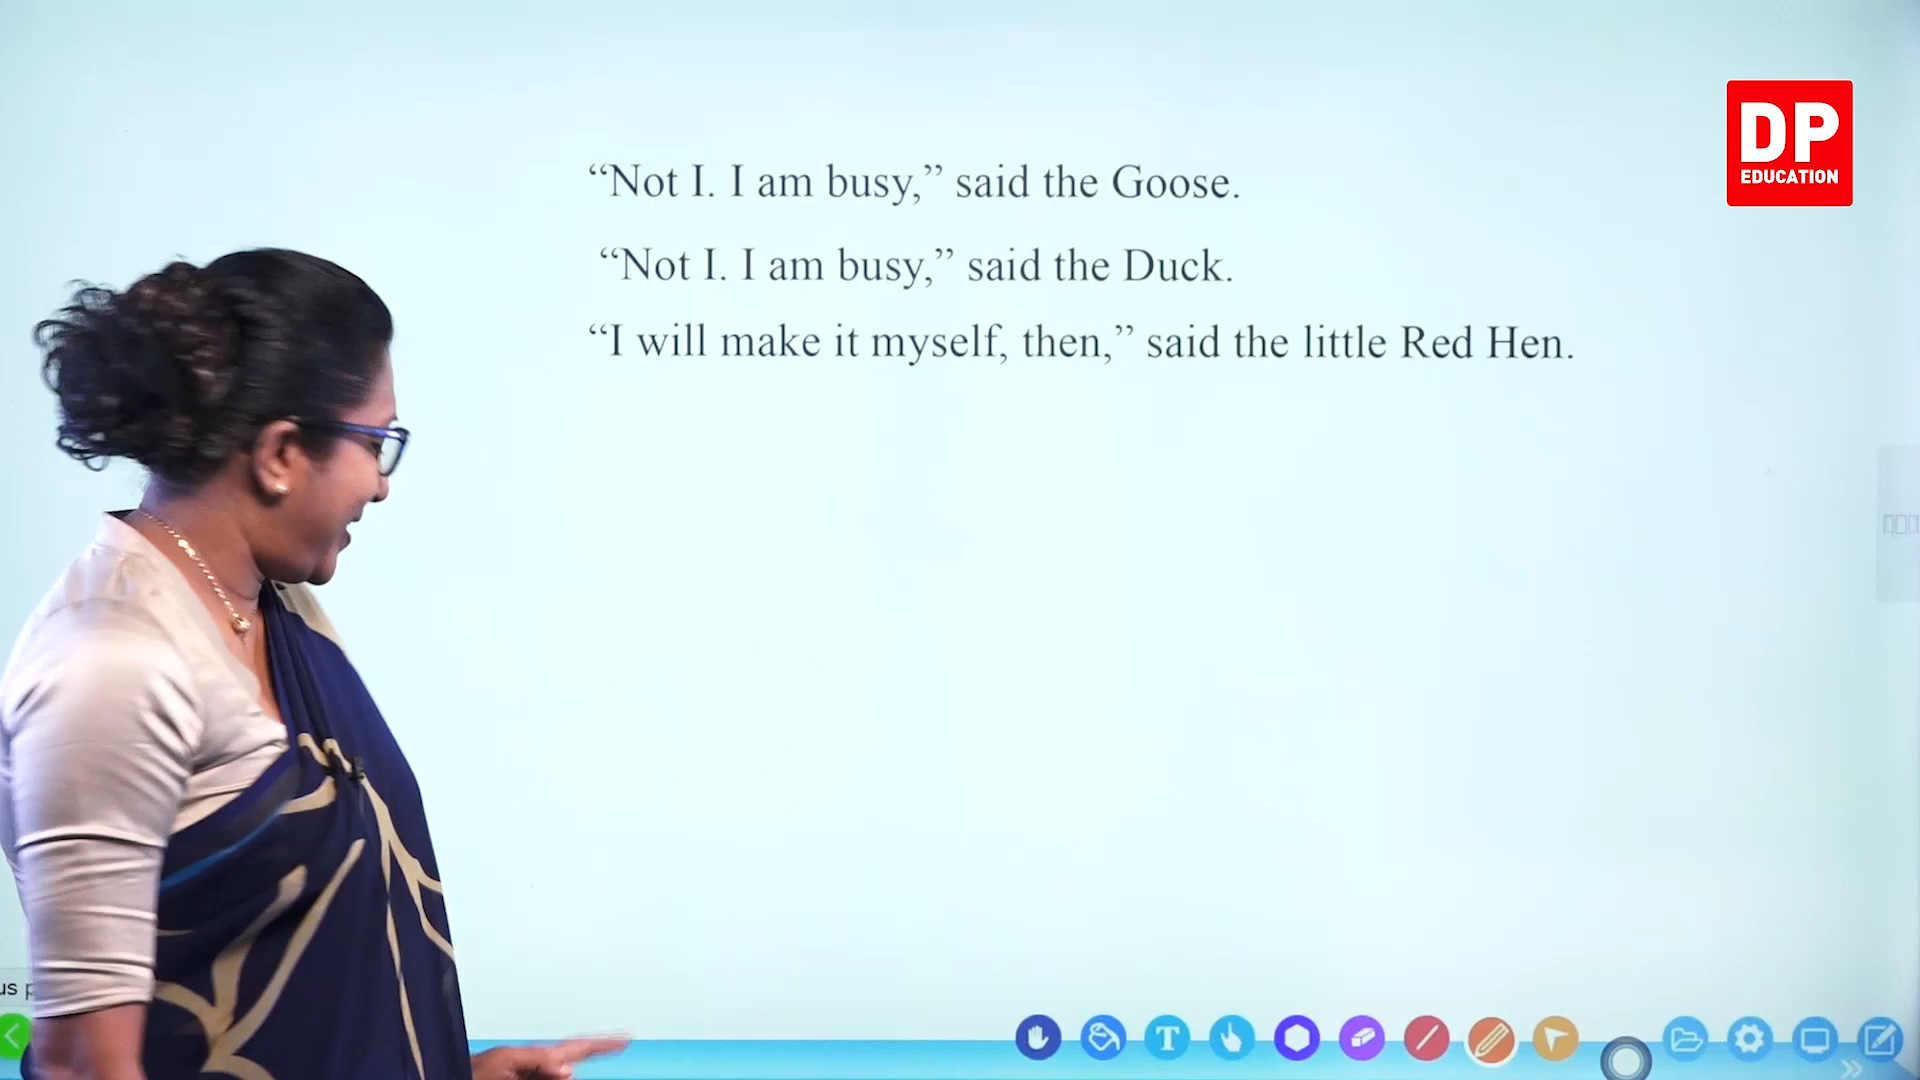 DP
EDUCATION
“Not I. I am busy,” said the Goose.
“Not I. I am busy,” said the Duck.
“I will make it myself, then,” said the little Red Hen.
us
T